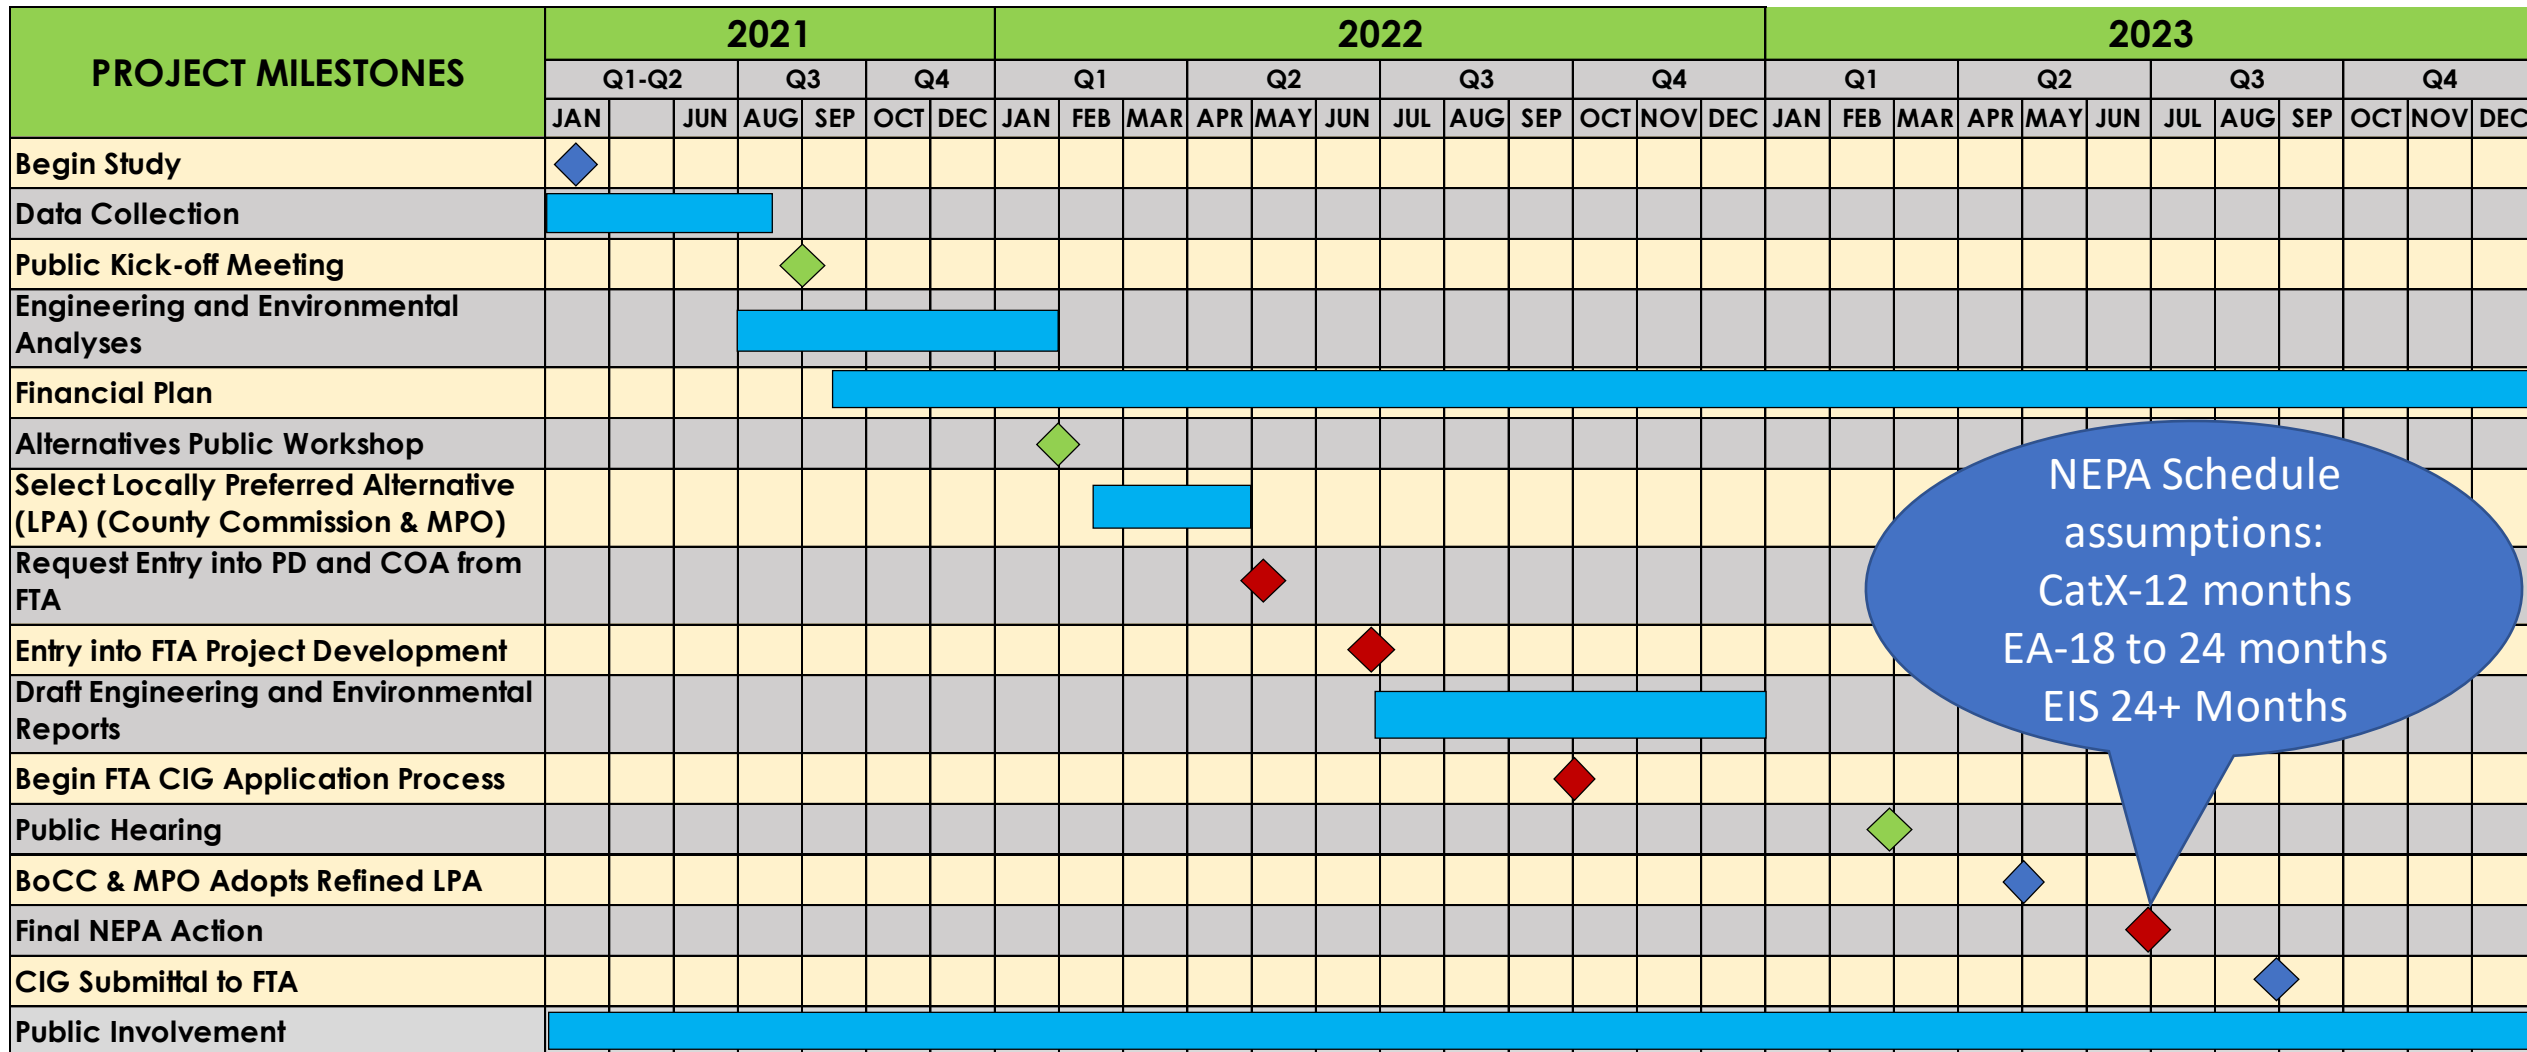 PROJECT MILESTONES
2021 2022 2023
Q1-Q2 Q3 Q4 Q1 Q2 Q3 Q4 Q1 Q2 Q3 Q4
JAN JUN AUG SEP OCT DEC JAN FEB MAR APR MAY JUN JUL AUG SEP OCT NOV DEC JAN FEB MAR APR MAY JUN JUL AUG SEP OCT NOV DEC
Begin Study
Data Collection
Public Kick-off Meeting
Engineering and Environmental
Analyses
Financial Plan
Alternatives Public Workshop
Select Locally Preferred Alternative
(LPA) (County Commission & MPO)
Request Entry into PD and COA from
FTA
Entry into FTA Project Development
Draft Engineering and Environmental
Reports
Begin FTA CIG Application Process
Public Hearing
BoCC & MPO Adopts Refined LPA
Final NEPA Action
CIG Submittal to FTA
Public Involvement
NEPA Schedule
assumptions:
CatX-12 months
EA-18 to 24 months
EIS 24+ Months